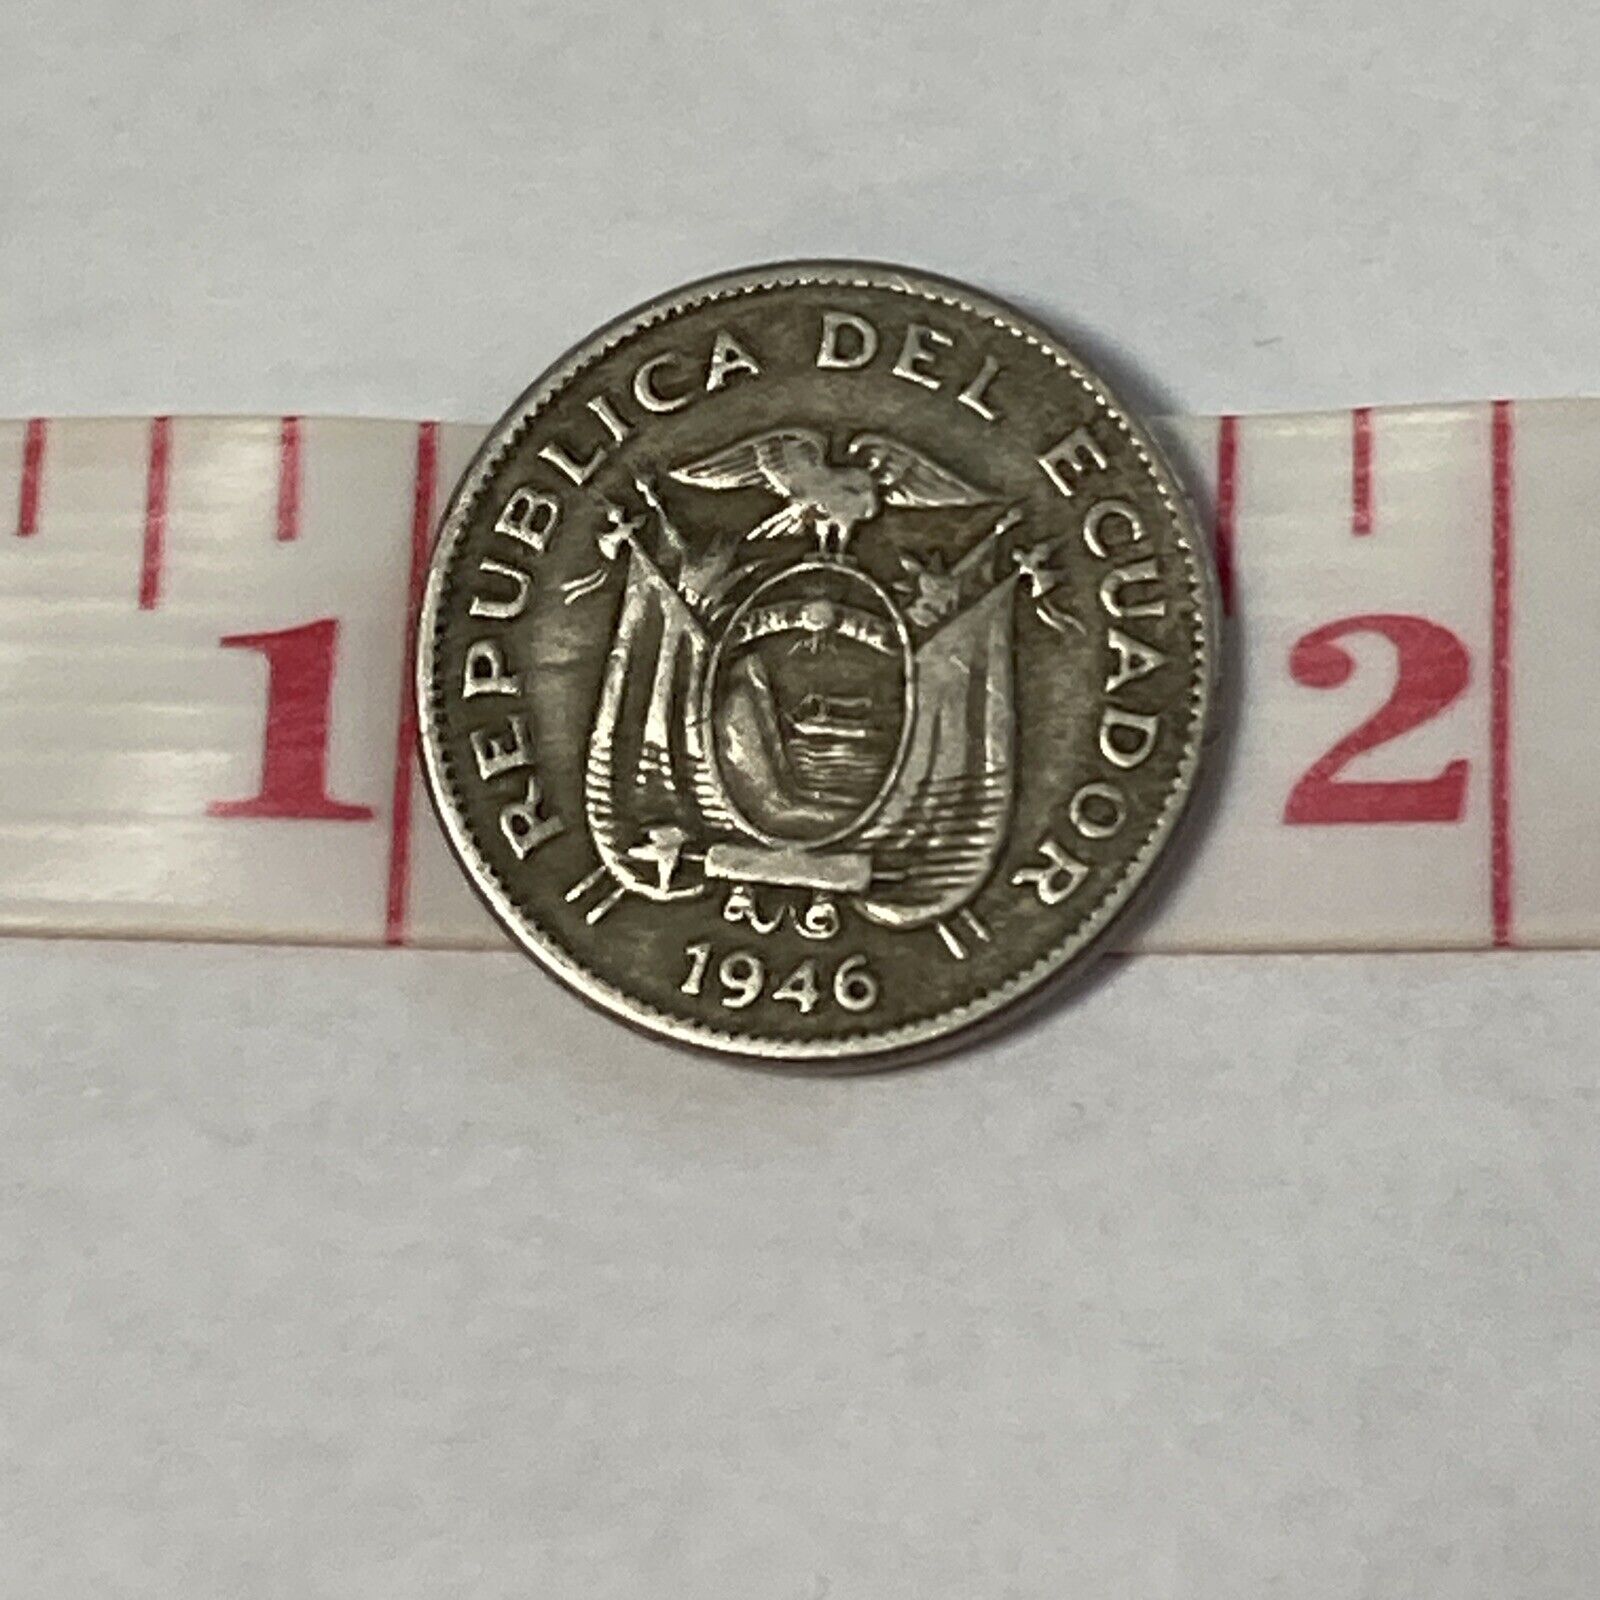 REPUBLICA DEL ECUADOR
1 2
1946